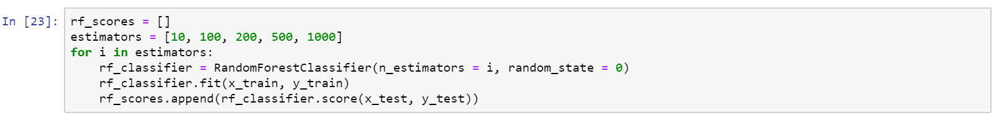 In [23]: rf_scores = []
estimators = [10, 100, 200, 500, 1000]
for i in estimators:
    rf_classifier = RandomForestClassifier(n_estimators = i, random_state = 0)
    rf_classifier.fit(x_train, y_train)
    rf_scores.append(rf_classifier.score(x_test, y_test))